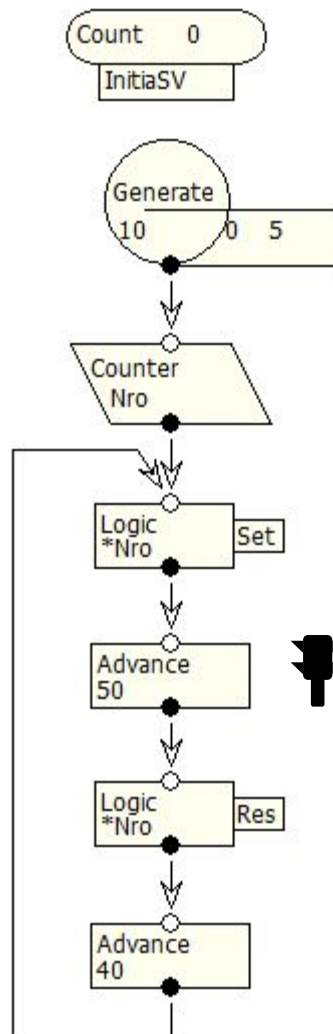 Count 0
InitiaSV
Generate
10 0 5
Counter
Nro
Logic
*Nro
Set
Advance
50
Logic
*Nro
Res
Advance
40